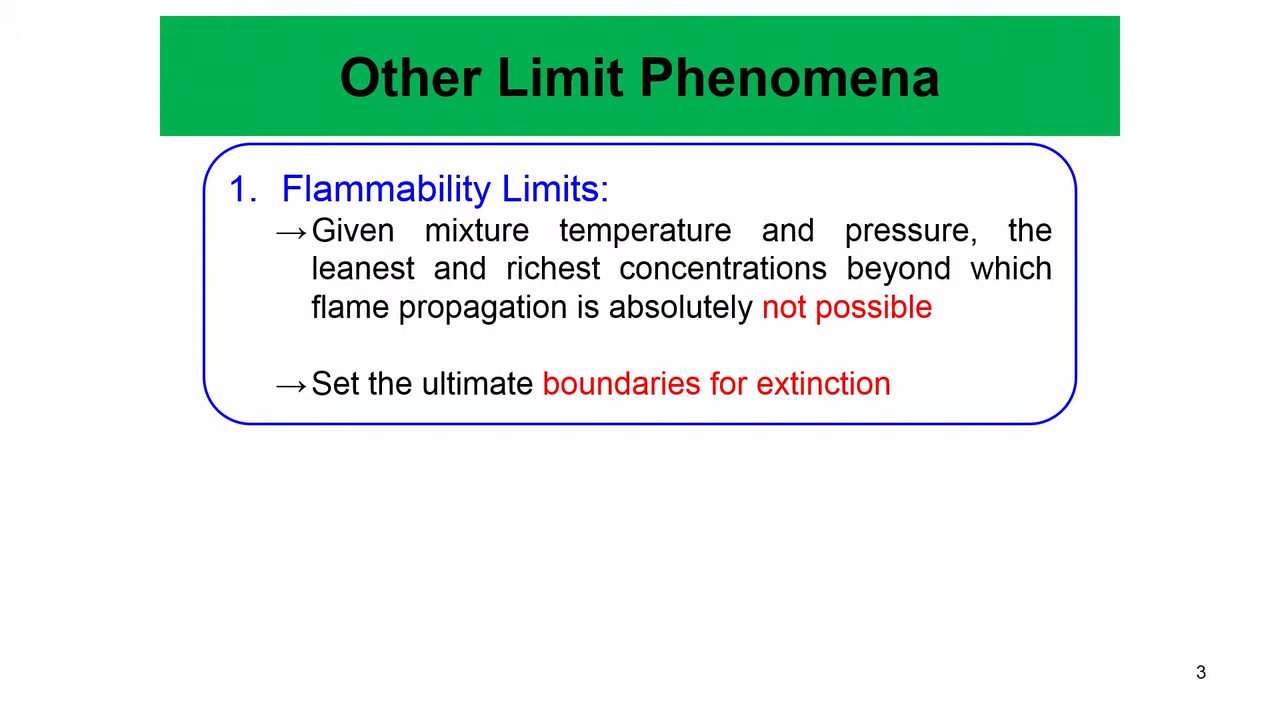 Other Limit Phenomena
1. Flammability Limits:
→Given mixture temperature and pressure, the
leanest and richest concentrations beyond which
flame propagation is absolutely not possible
→Set the ultimate boundaries for extinction
3